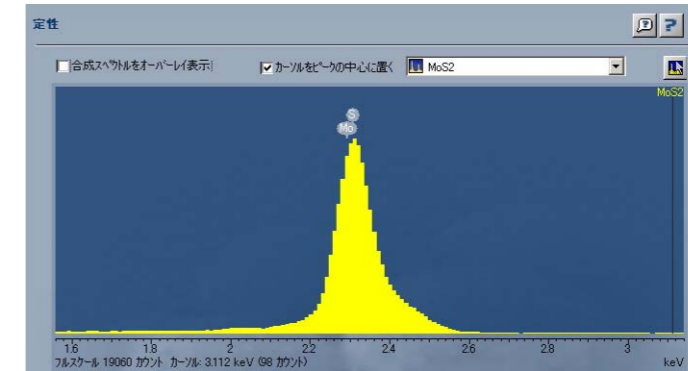 定性
合成スペクトルをオーバーレイ表示
カーソルをピークの中心に置く
MoS2
MoS2
S
Mo
1.6 1.8 2 2.2 2.4 2.6 2.8 3
フルスケール 19060 カウント カーソル: 3.112 keV (98 カウント)
keV